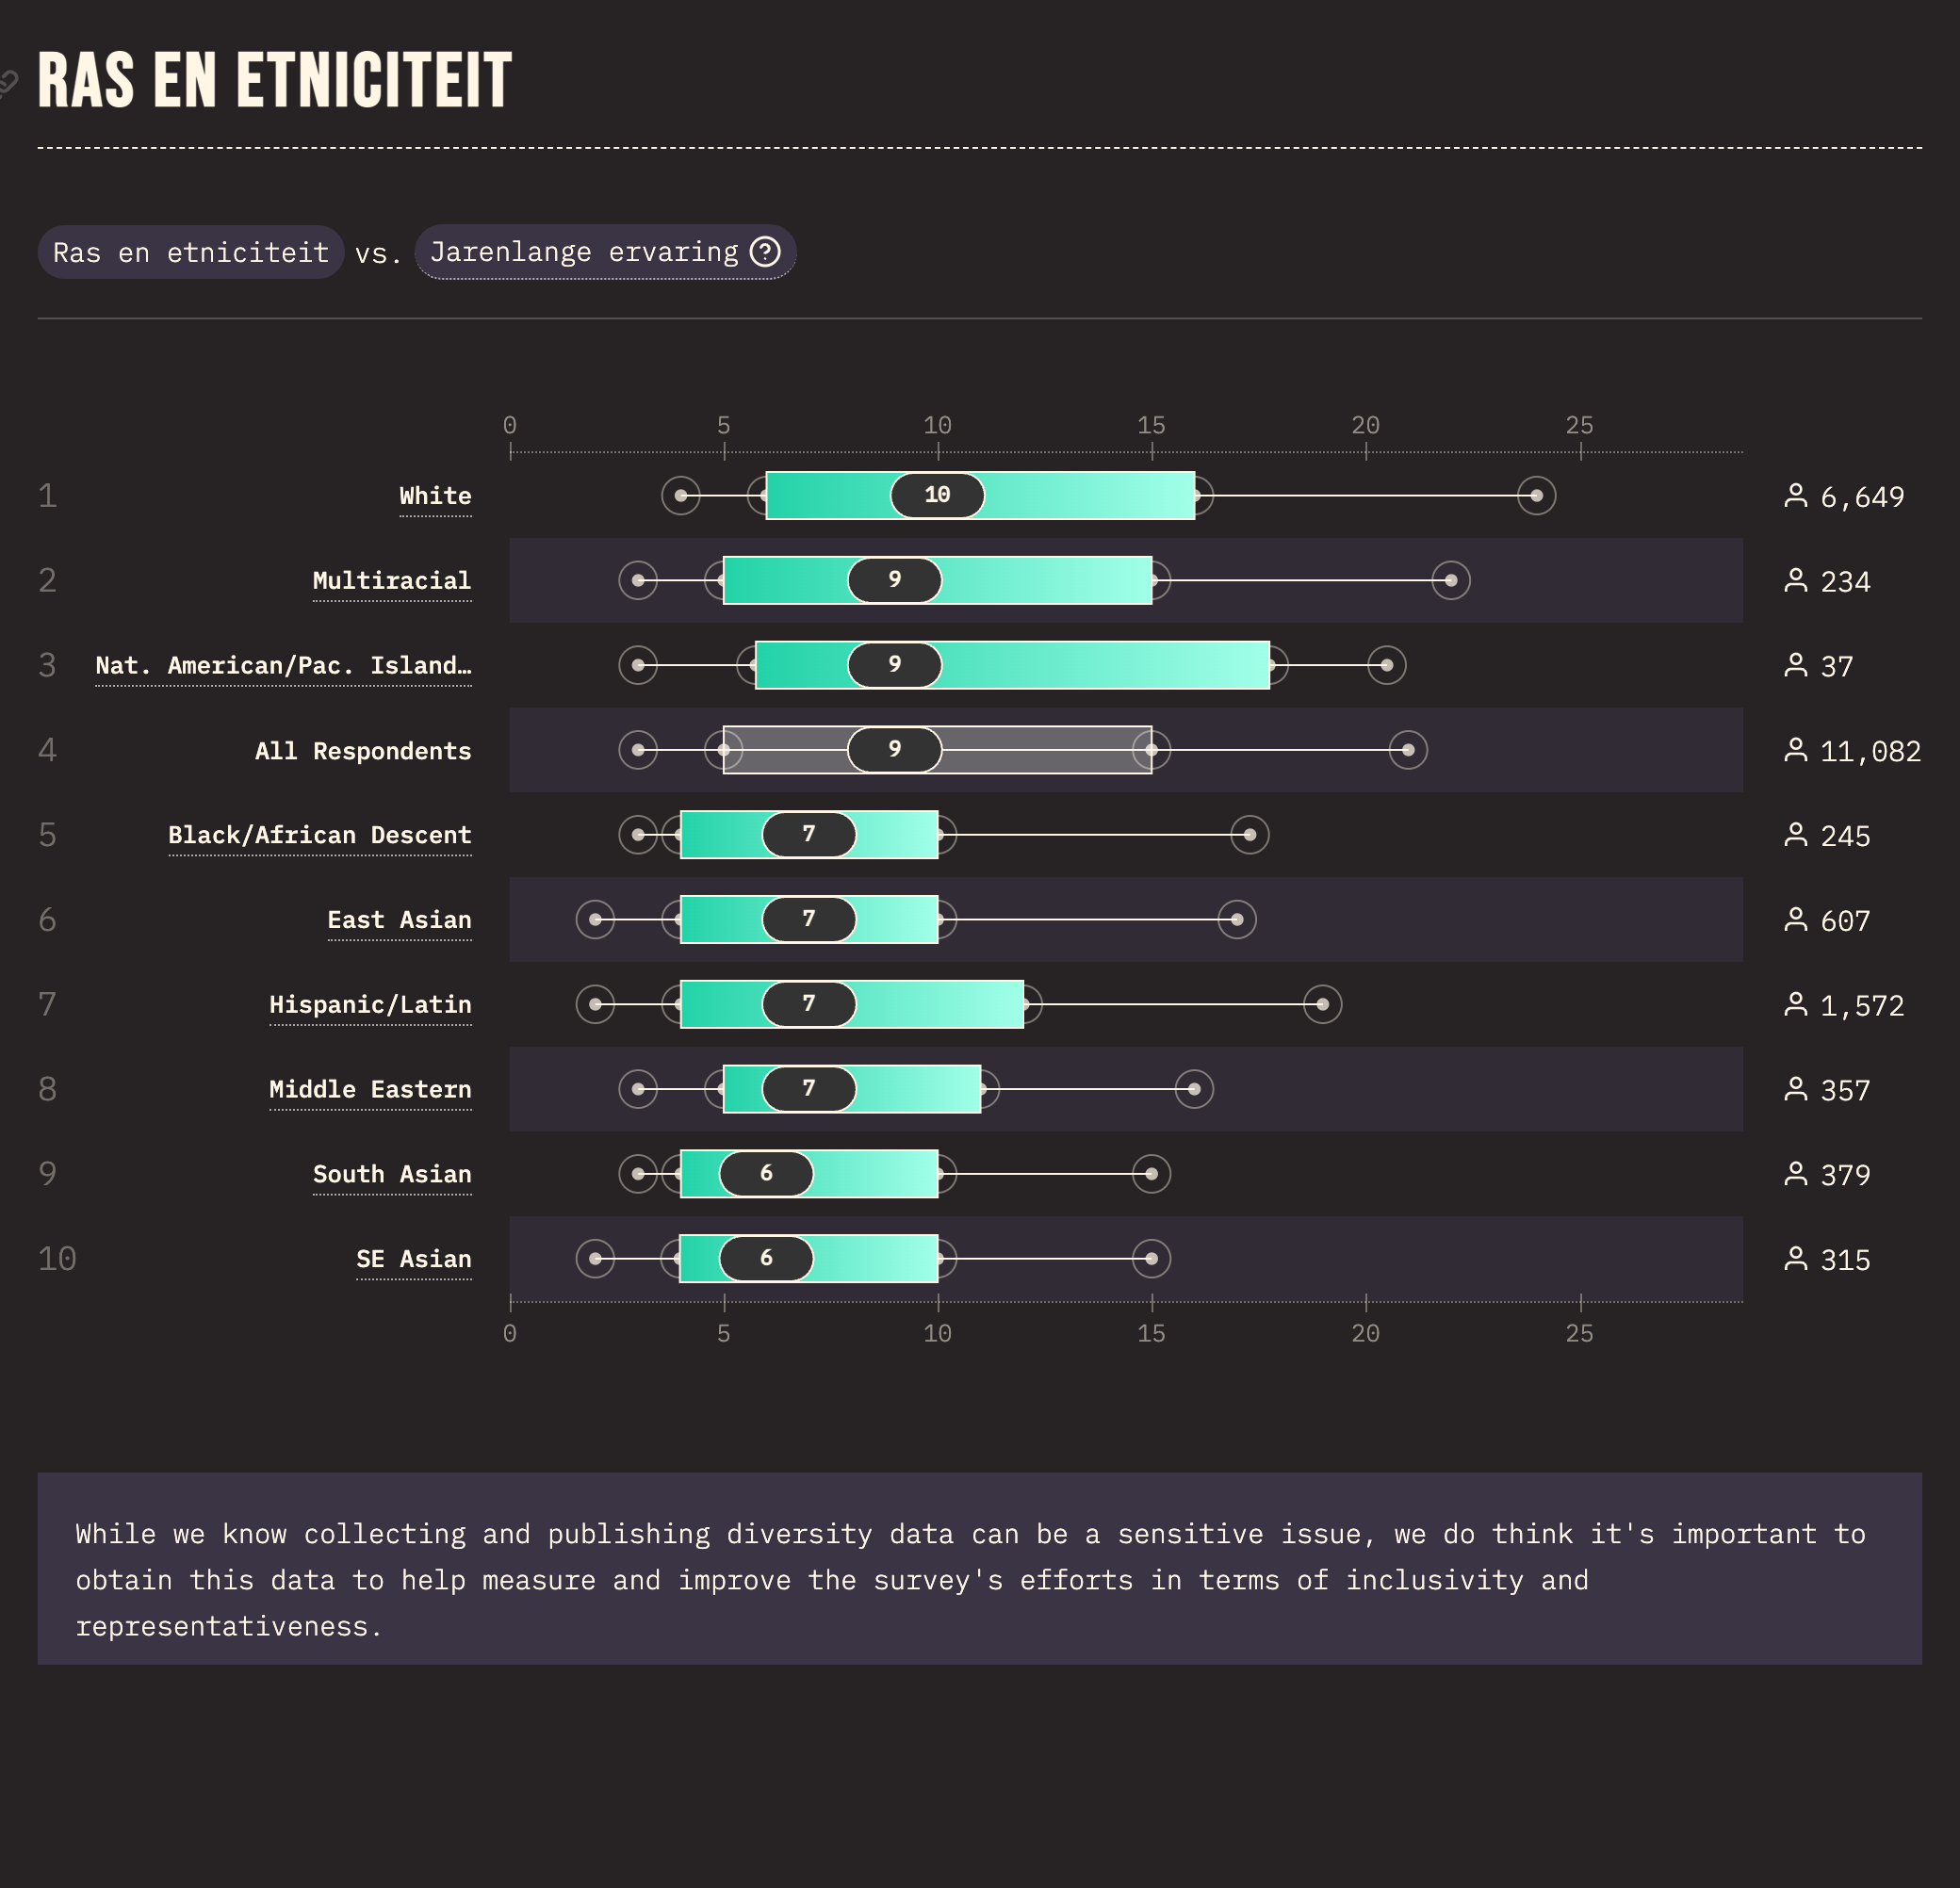 RAS EN ETNICITEIT
Ras en etniciteit vs. Jarenlange ervaring ?
0 5 10 15 20 25
1 White 10 6,649
2 Multiracial 9 234
3 Nat. American/Pac. Island… 9 37
4 All Respondents 9 11,082
5 Black/African Descent 7 245
6 East Asian 7 607
7 Hispanic/Latin 7 1,572
8 Middle Eastern 7 357
9 South Asian 6 379
10 SE Asian 6 315
0 5 10 15 20 25
While we know collecting and publishing diversity data can be a sensitive issue, we do think it's important to
obtain this data to help measure and improve the survey's efforts in terms of inclusivity and
representativeness.